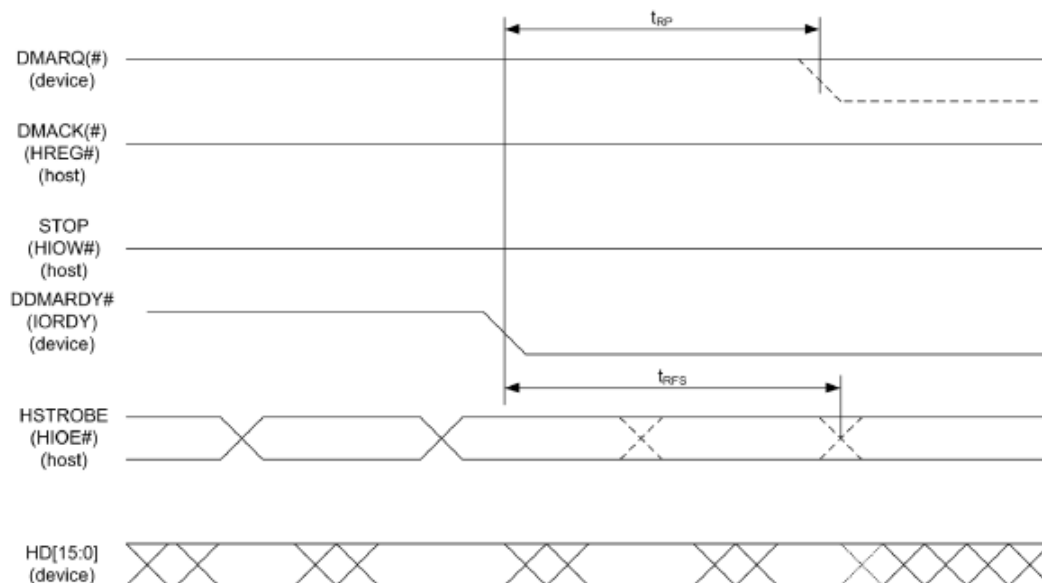 tRP
DMARQ(#)
(device)
DMACK(#)
(HREG#)
(host)
STOP
(HIOW#)
(host)
DDMARDY#
(IORDY)
(device)
tRFS
HSTROBE
(HIOE#)
(host)
HD[15:0]
(device)